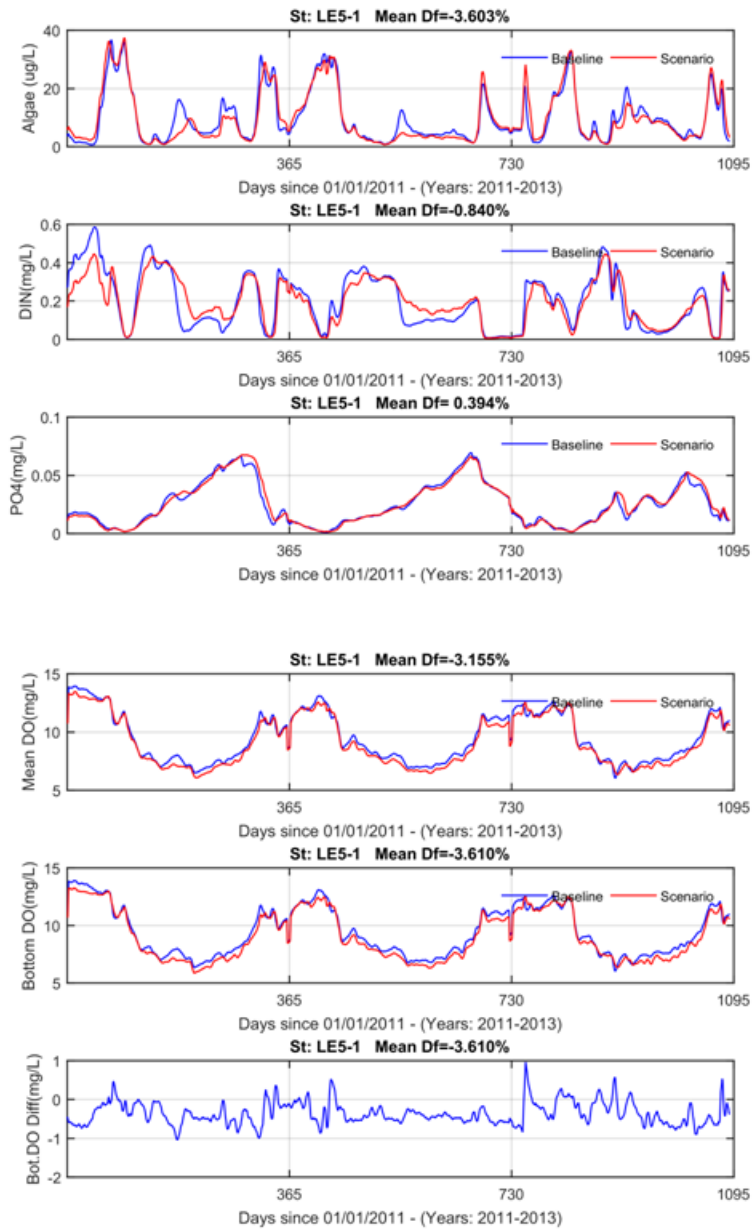 St: LE5-1 Mean Df=-3.603%
40
20
0
Algae (ug/L)
Baseline Scenario
365 730 1095
Days since 01/01/2011 - (Years: 2011-2013)
St: LE5-1 Mean Df=-0.840%
0.6
0.4
0.2
0
DIN(mg/L)
Baseline Scenario
365 730 1095
Days since 01/01/2011 - (Years: 2011-2013)
St: LE5-1 Mean Df= 0.394%
0.1
0.05
0
PO4(mg/L)
Baseline Scenario
365 730 1095
Days since 01/01/2011 - (Years: 2011-2013)
St: LE5-1 Mean Df=-3.155%
15
10
5
Mean DO(mg/L)
Baseline Scenario
365 730 1095
Days since 01/01/2011 - (Years: 2011-2013)
St: LE5-1 Mean Df=-3.610%
15
10
5
Bottom DO(mg/L)
Baseline Scenario
365 730 1095
Days since 01/01/2011 - (Years: 2011-2013)
St: LE5-1 Mean Df=-3.610%
1
0
-1
-2
Bot.DO Diff(mg/L)
365 730 1095
Days since 01/01/2011 - (Years: 2011-2013)